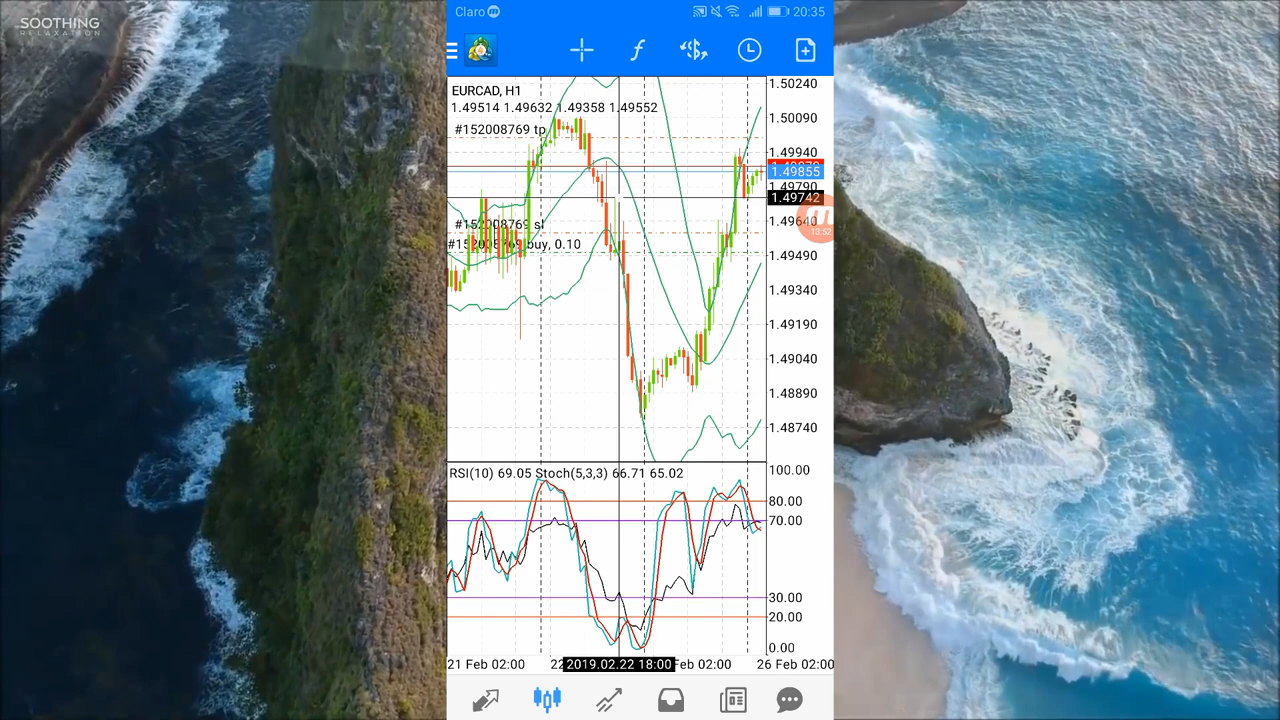 SOOTHING
RELAXATION
Claro
20:35
EURCAD, H1
1.49514 1.49632 1.49358 1.49552
#152008769 tp
#152008769 sl
#152008769 buy, 0.10
1.50240
1.50090
1.49940
1.49855
1.49790
1.49742
1.49640
13:52
1.49490
1.49340
1.49190
1.49040
1.48890
1.48740
RSI(10) 69.05 Stoch(5,3,3) 66.71 65.02
100.00
80.00
70.00
30.00
20.00
0.00
21 Feb 02:00
22
2019.02.22 18:00
Feb 02:00
26 Feb 02:00